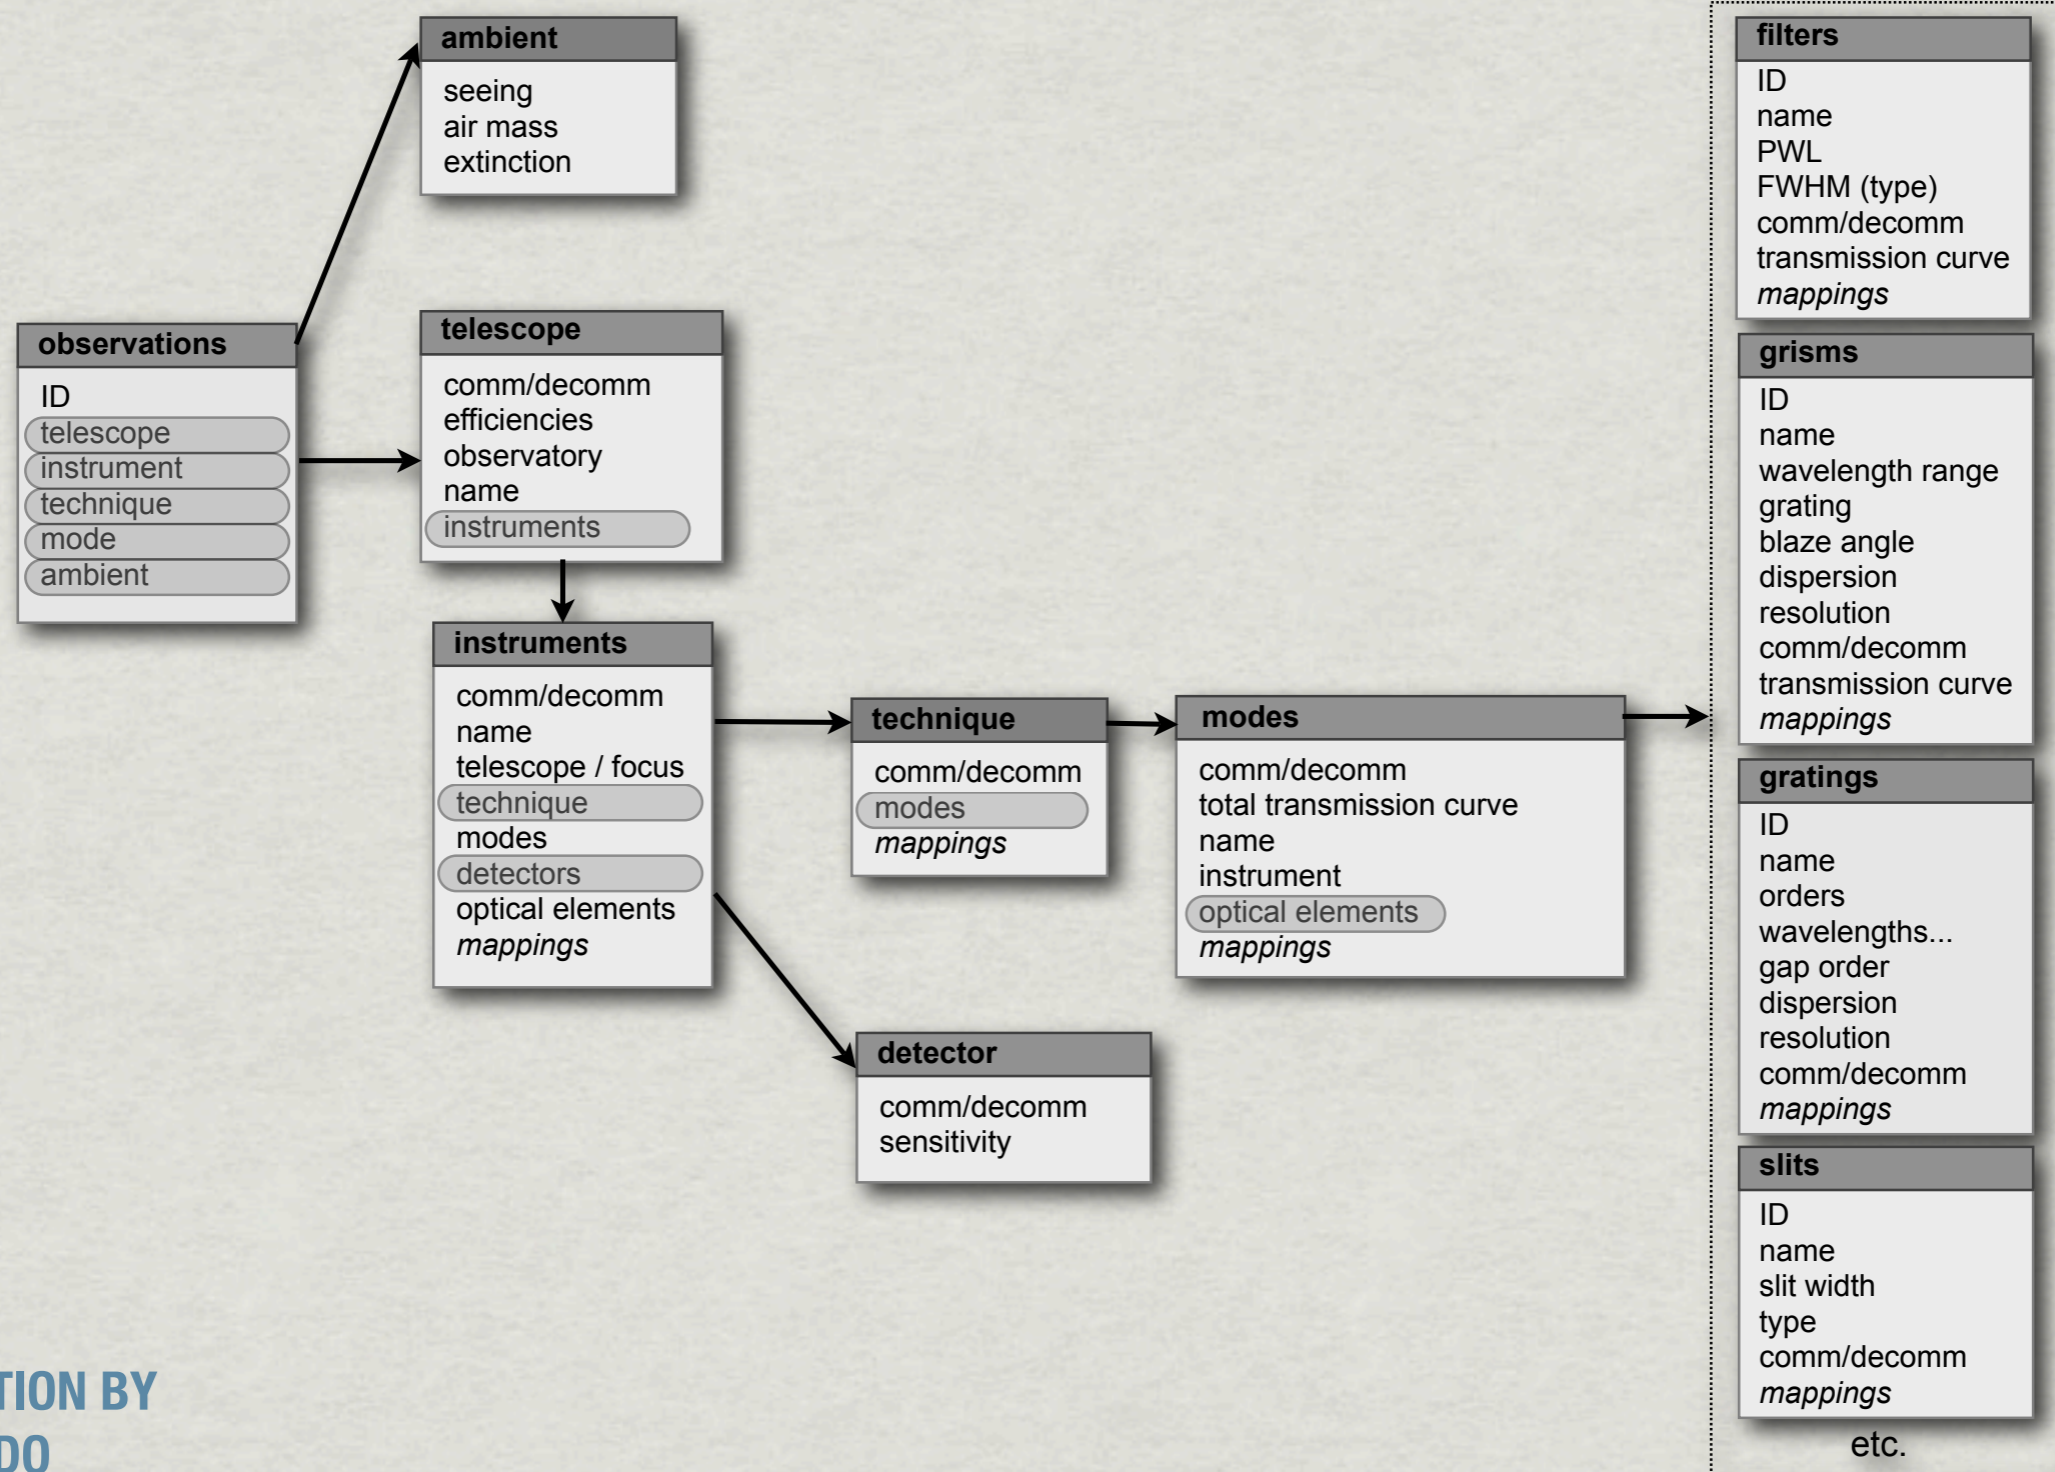 ambient
seeing
air mass
extinction
observations
ID
telescope
instrument
technique
mode
ambient
telescope
comm/decomm
efficiencies
observatory
name
instruments
instruments
comm/decomm
name
telescope / focus
technique
modes
detectors
optical elements
mappings
technique
comm/decomm
modes
mappings
modes
comm/decomm
total transmission curve
name
instrument
optical elements
mappings
detector
comm/decomm
sensitivity
filters
ID
name
PWL
FWHM (type)
comm/decomm
transmission curve
mappings
grisms
ID
name
wavelength range
grating
blaze angle
dispersion
resolution
comm/decomm
transmission curve
mappings
gratings
ID
name
orders
wavelengths...
gap order
dispersion
resolution
comm/decomm
mappings
slits
ID
name
slit width
type
comm/decomm
mappings
etc.
TION BY
DO